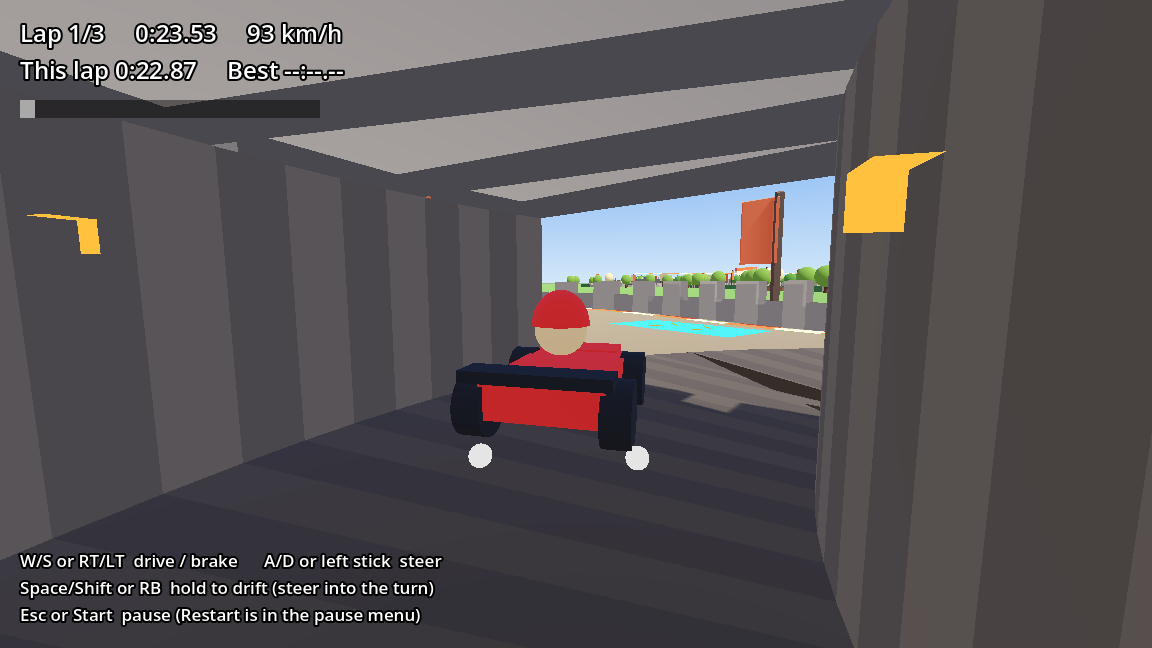 Lap 1/3 0:23.53 93 km/h
This lap 0:22.87 Best --:--.--
W/S or RT/LT drive / brake A/D or left stick steer
Space/Shift or RB hold to drift (steer into the turn)
Esc or Start pause (Restart is in the pause menu)